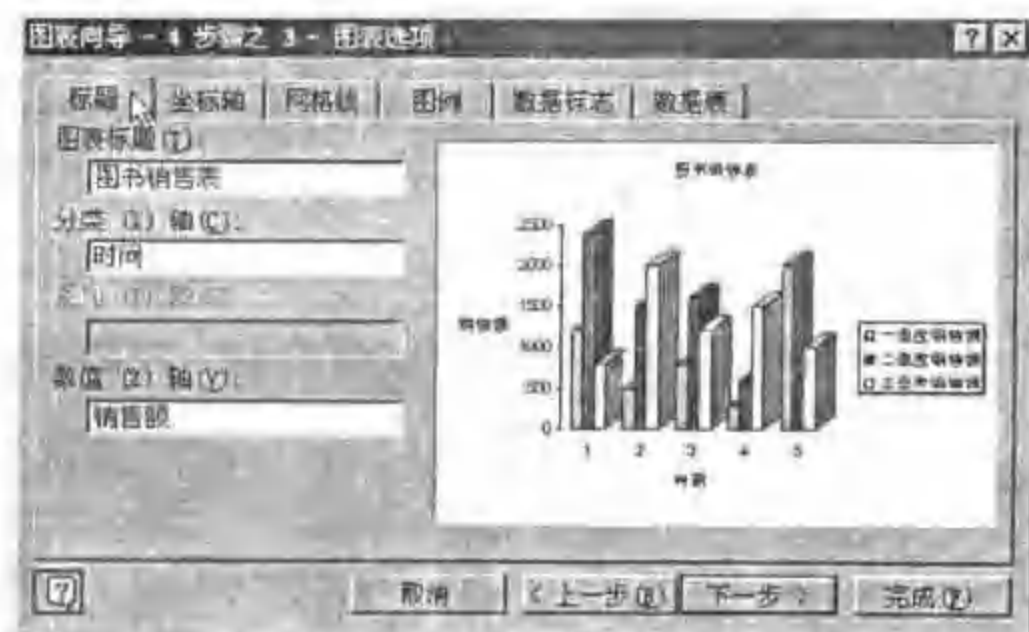 图表向导 - 4 步骤之 3 - 图表选项
标题 坐标轴 网格线 图例 数据标志 数据表
图表标题(T):
图书销售表
分类 (X) 轴(C):
时间
数值 (Z) 轴(V):
销售额
图书销售表
2500
2000
1500
1000
500
0
销售额
1 2 3 4 5
时间
一季度销售额
二季度销售额
三季度销售额
取消 < 上一步(B) 下一步 > 完成(F)